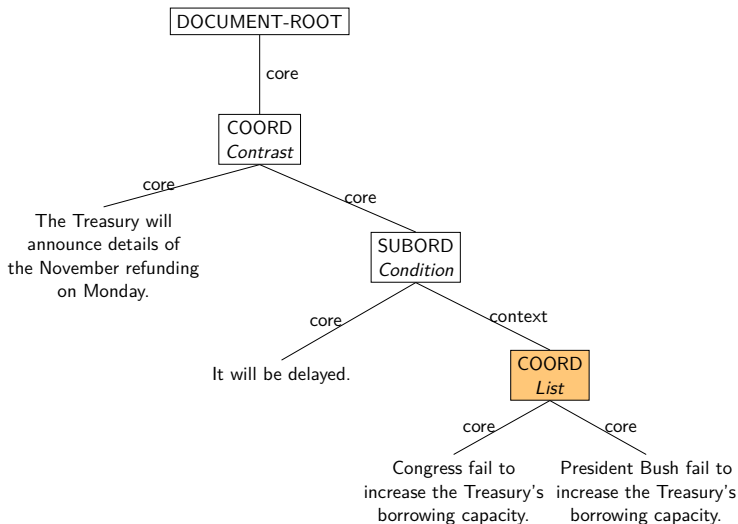 DOCUMENT-ROOT
core
COORD
Contrast
core
core
The Treasury will
announce details of
the November refunding
on Monday.
SUBORD
Condition
core
context
It will be delayed.
COORD
List
core
core
Congress fail to
increase the Treasury's
borrowing capacity.
President Bush fail to
increase the Treasury's
borrowing capacity.